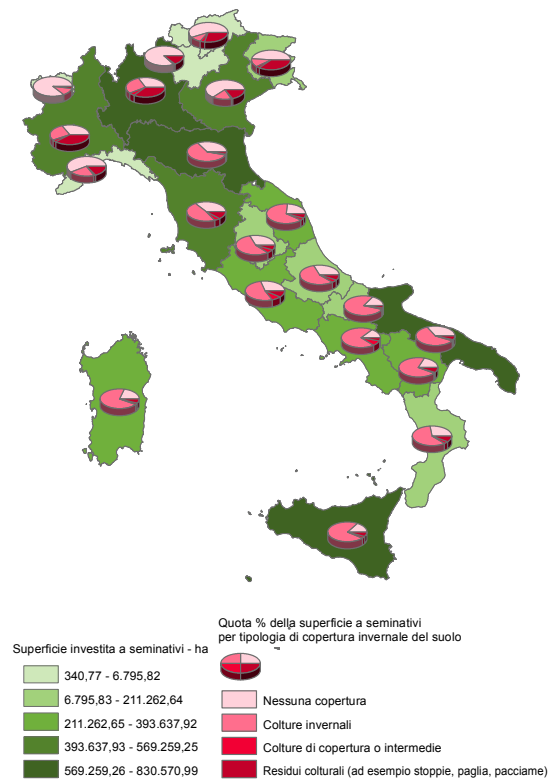 Quota % della superficie a seminativi
per tipologia di copertura invernale del suolo
Superficie investita a seminativi - ha
340,77 - 6.795,82
6.795,83 - 211.262,64
211.262,65 - 393.637,92
393.637,93 - 569.259,25
569.259,26 - 830.570,99
Nessuna copertura
Colture invernali
Colture di copertura o intermedie
Residui colturali (ad esempio stoppie, paglia, pacciame)